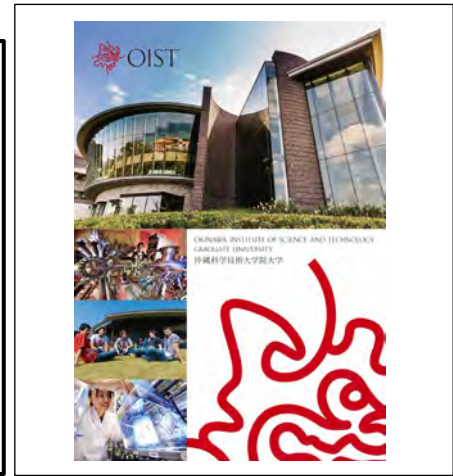 OIST
OKINAWA INSTITUTE OF SCIENCE AND TECHNOLOGY
GRADUATE UNIVERSITY
沖縄科学技術大学院大学